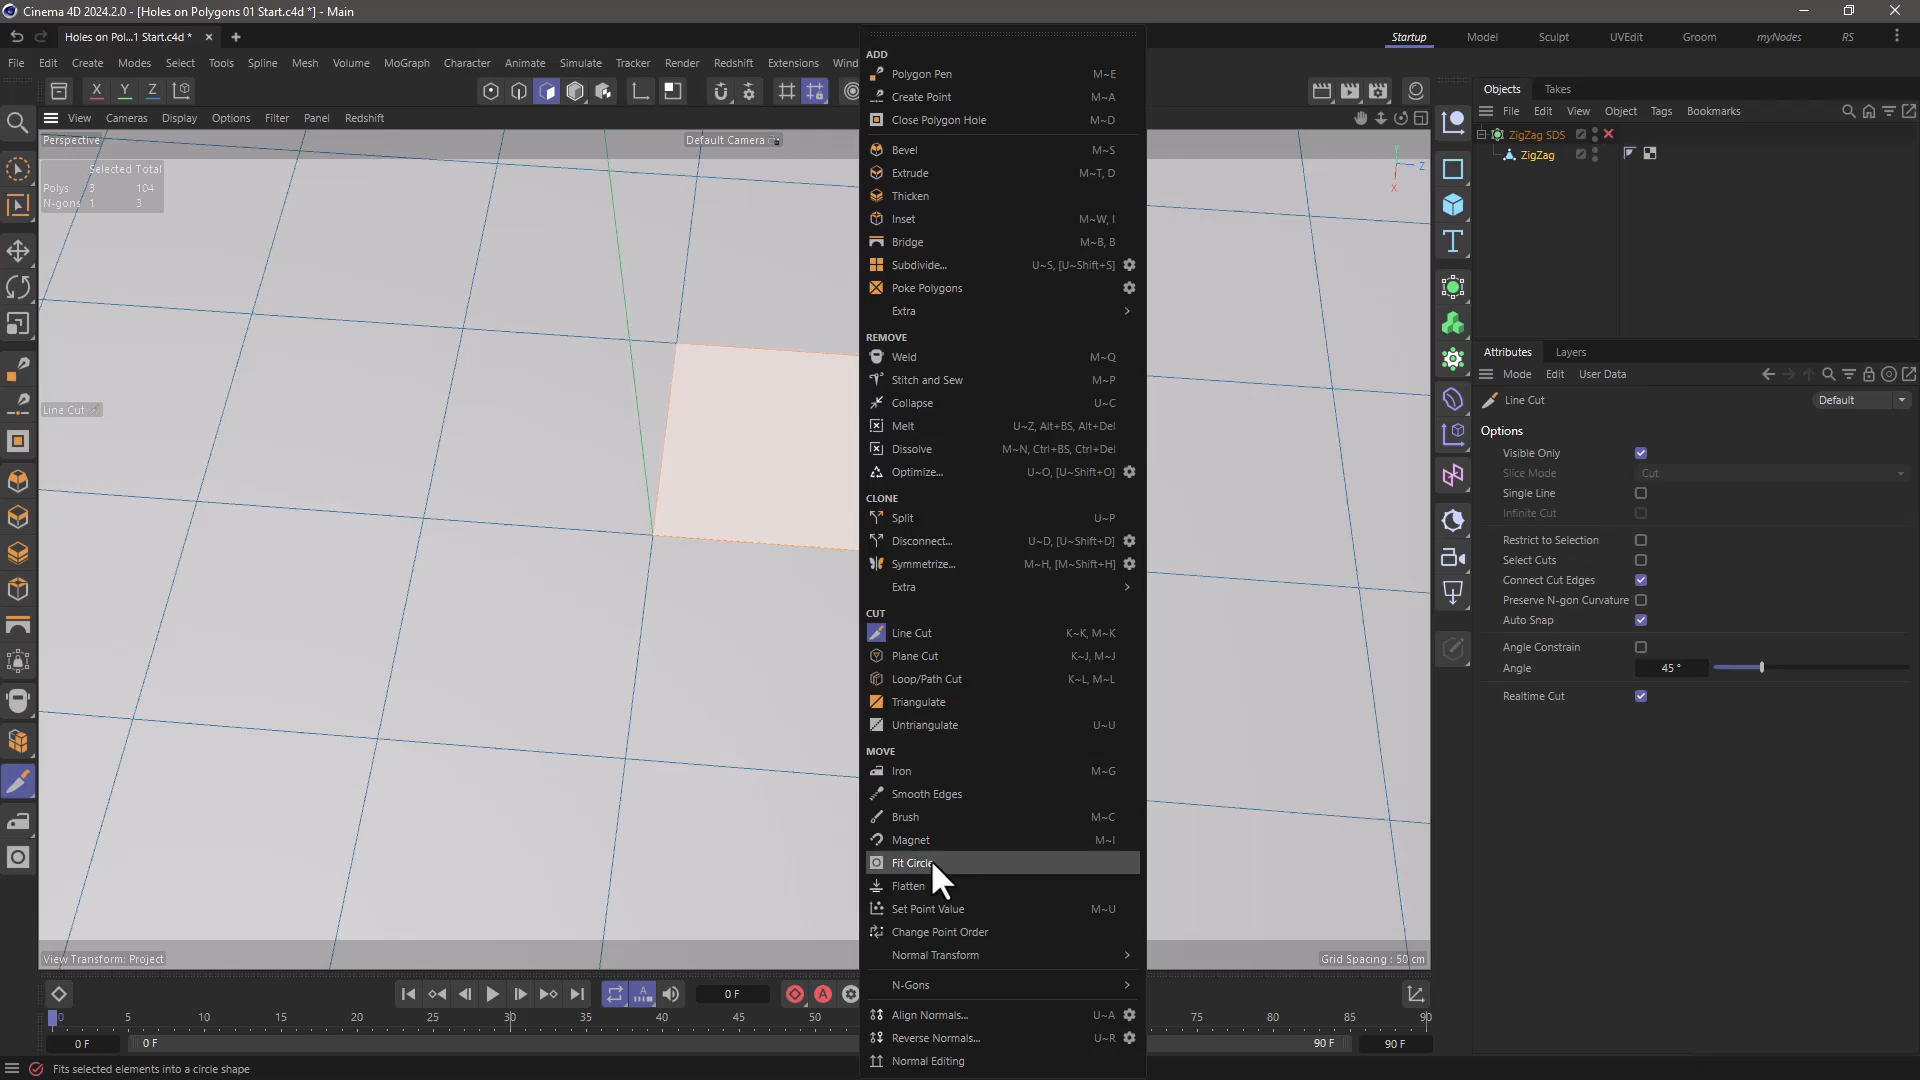 Cinema 4D 2024.2.0 - [Holes on Polygons 01 Start.c4d *] - Main
Holes on Pol...1 Start.c4d *
Startup Model Sculpt UVEdit Groom myNodes RS
File Edit Create Modes Select Tools Spline Mesh Volume MoGraph Character Animate Simulate Tracker Render Redshift Extensions Wind
X Y Z
View Cameras Display Options Filter Panel Redshift
Perspective
Default Camera
Selected Total
Polys 3 104
N-gons 1 3
Line Cut
Y
Z
X
View Transform: Project
Grid Spacing : 50 cm
ADD
Polygon Pen M~E
Create Point M~A
Close Polygon Hole M~D
Bevel M~S
Extrude M~T, D
Thicken
Inset M~W, I
Bridge M~B, B
Subdivide... U~S, [U~Shift+S]
Poke Polygons
Extra
REMOVE
Weld M~Q
Stitch and Sew M~P
Collapse U~C
Melt U~Z, Alt+BS, Alt+Del
Dissolve M~N, Ctrl+BS, Ctrl+Del
Optimize... U~O, [U~Shift+O]
CLONE
Split U~P
Disconnect... U~D, [U~Shift+D]
Symmetrize... M~H, [M~Shift+H]
Extra
CUT
Line Cut K~K, M~K
Plane Cut K~J, M~J
Loop/Path Cut K~L, M~L
Triangulate
Untriangulate U~U
MOVE
Iron M~G
Smooth Edges
Brush M~C
Magnet M~I
Fit Circle
Flatten
Set Point Value M~U
Change Point Order
Normal Transform
N-Gons
Align Normals... U~A
Reverse Normals... U~R
Normal Editing
Objects Takes
File Edit View Object Tags Bookmarks
ZigZag SDS
ZigZag
Attributes Layers
Mode Edit User Data
Line Cut Default
Options
Visible Only
Slice Mode Cut
Single Line
Infinite Cut
Restrict to Selection
Select Cuts
Connect Cut Edges
Preserve N-gon Curvature
Auto Snap
Angle Constrain
Angle 45 °
Realtime Cut
0 F
0 5 10 15 20 25 30 35 40 45 50 75 80 85 90
0 F 0 F 90 F 90 F
Fits selected elements into a circle shape